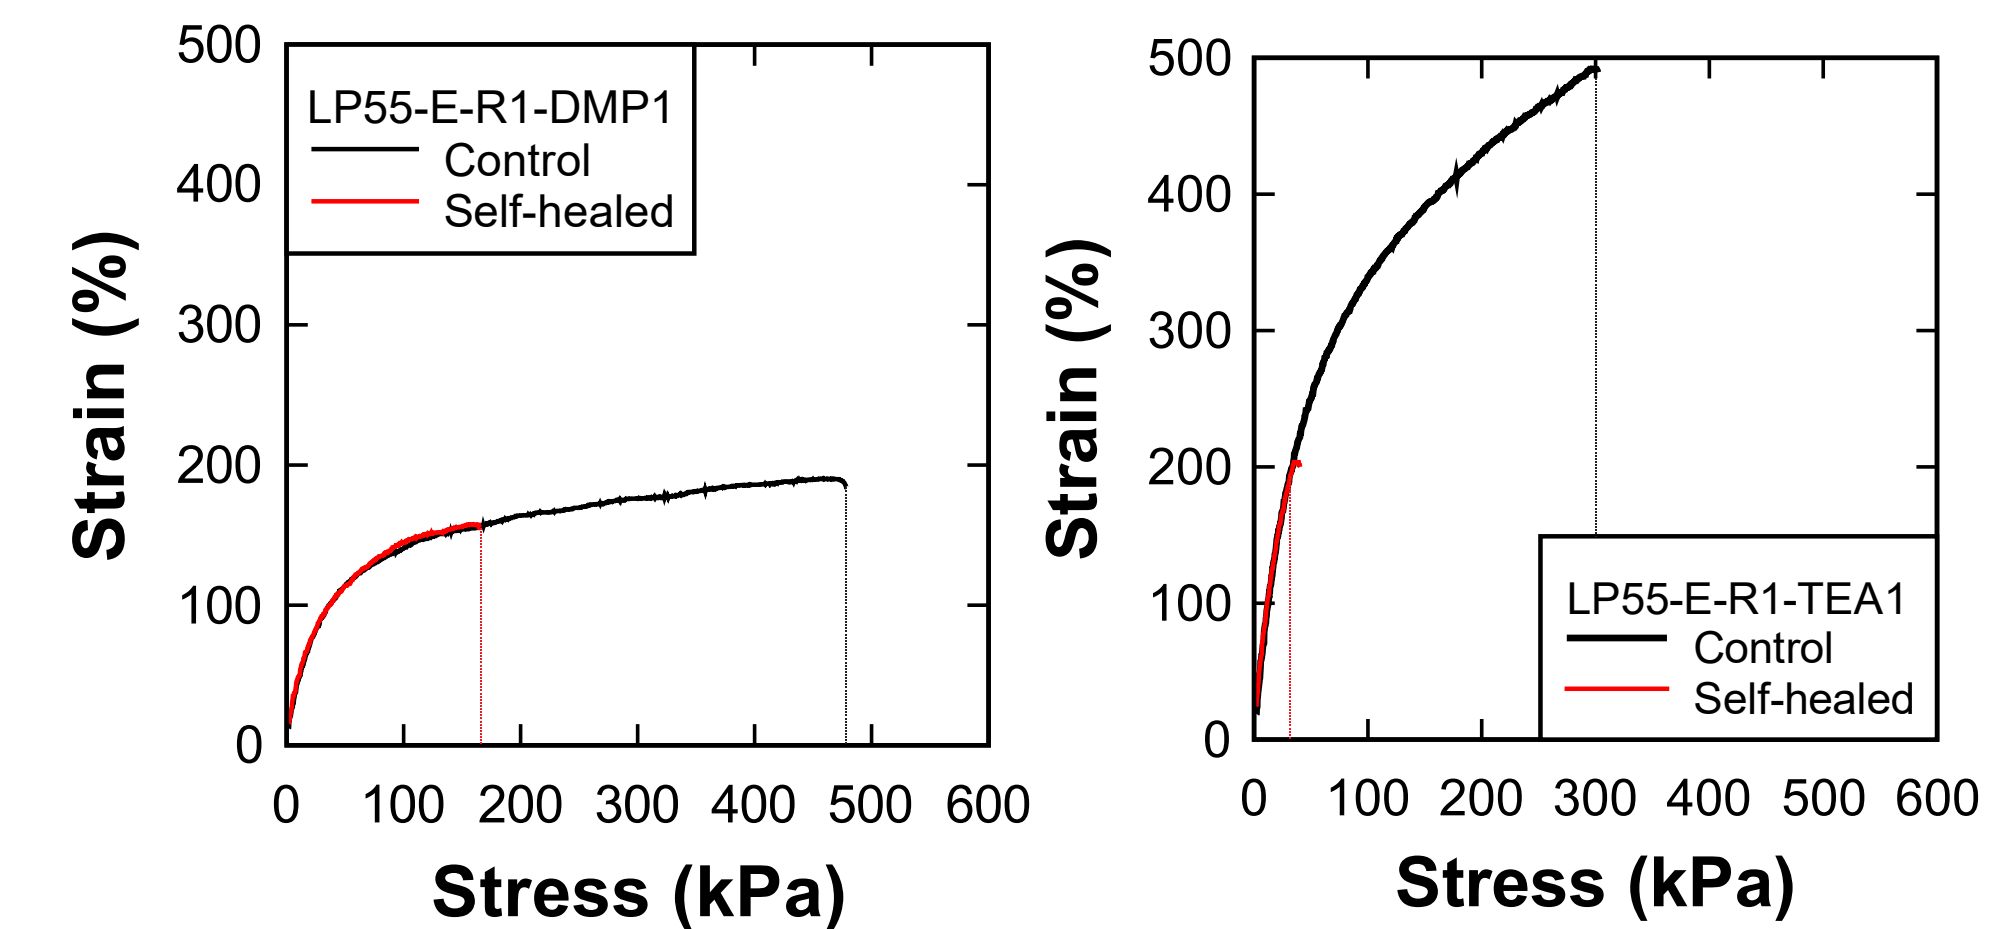 500
400
300
200
100
0
Strain (%)
LP55-E-R1-DMP1
Control
Self-healed
0 100 200 300 400 500 600
Stress (kPa)
500
400
300
200
100
0
Strain (%)
LP55-E-R1-TEA1
Control
Self-healed
0 100 200 300 400 500 600
Stress (kPa)